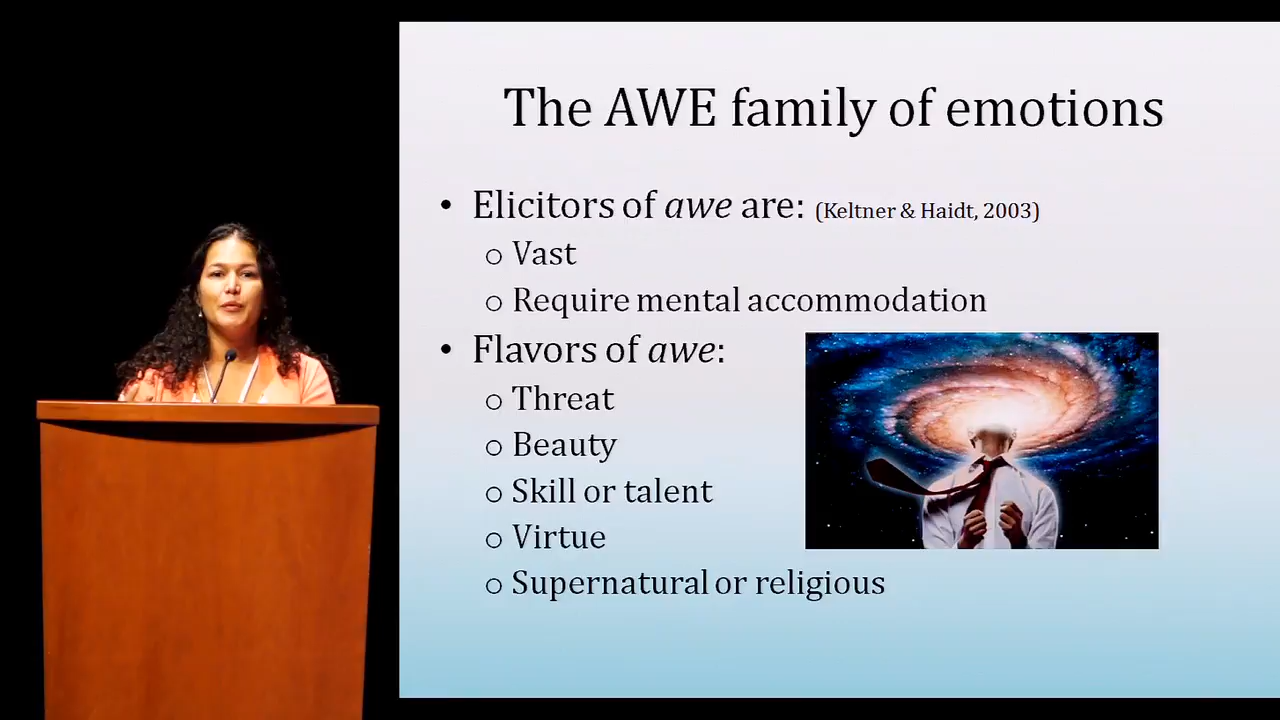 The AWE family of emotions
• Elicitors of awe are: (Keltner & Haidt, 2003)
o Vast
o Require mental accommodation
• Flavors of awe:
o Threat
o Beauty
o Skill or talent
o Virtue
o Supernatural or religious